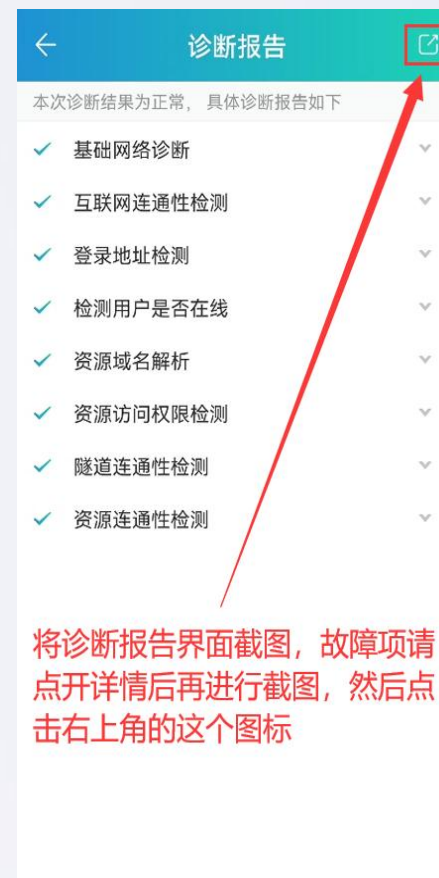 诊断报告
本次诊断结果为正常， 具体诊断报告如下
基础网络诊断
互联网连通性检测
登录地址检测
检测用户是否在线
资源域名解析
资源访问权限检测
隧道连通性检测
资源连通性检测
将诊断报告界面截图，故障项请
点开详情后再进行截图，然后点
击右上角的这个图标